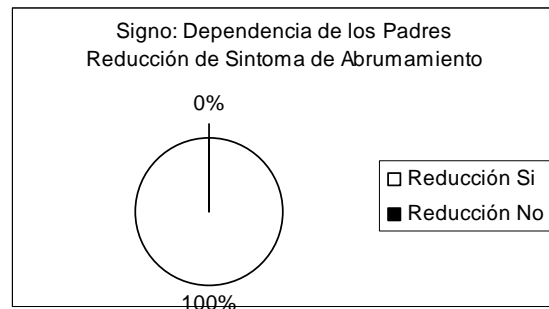 Signo: Dependencia de los Padres
Reducción de Sintoma de Abrumamiento
0%
Reducción Si
Reducción No
100%